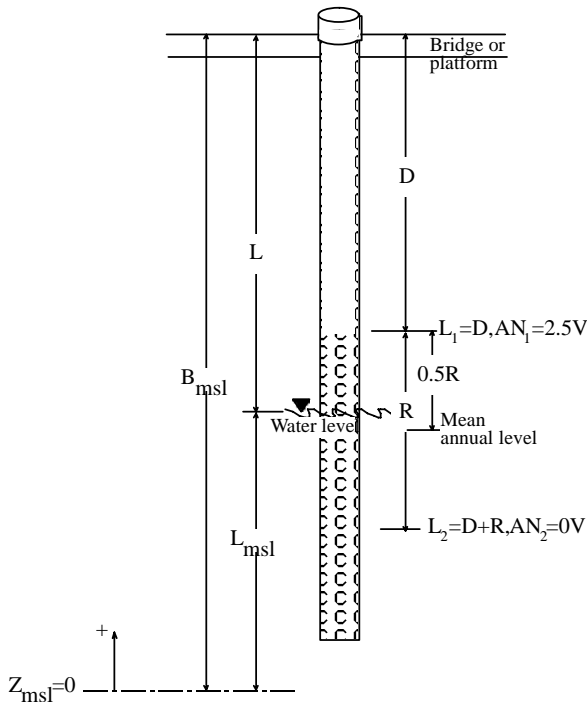 Bridge or
platform
D
L
L₁=D,AN₁=2.5V
0.5R
Bmsl
R
Water level
Mean
annual level
Lmsl
L₂=D+R,AN₂=0V
+
Zmsl=0